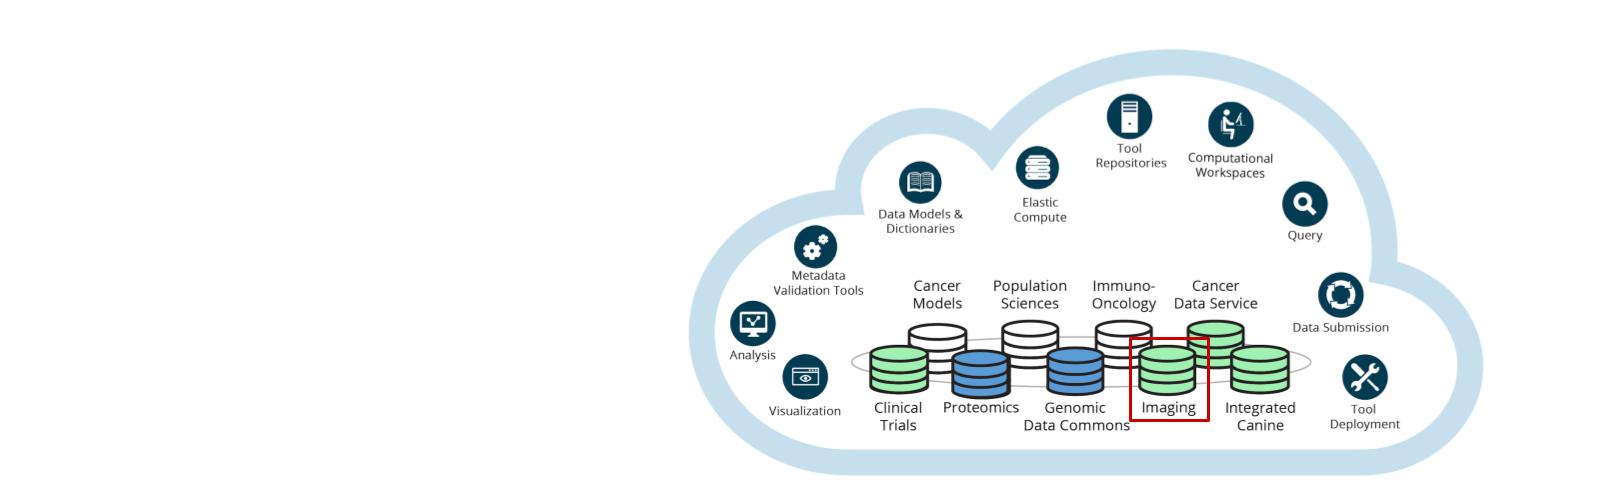 Tool
Repositories
Computational
Workspaces
Elastic
Compute
Data Models &
Dictionaries
Query
Metadata
Validation Tools
Cancer
Models
Population
Sciences
Immuno-
Oncology
Cancer
Data Service
Data Submission
Analysis
Visualization
Clinical
Trials
Proteomics
Genomic
Data Commons
Imaging
Integrated
Canine
Tool
Deployment